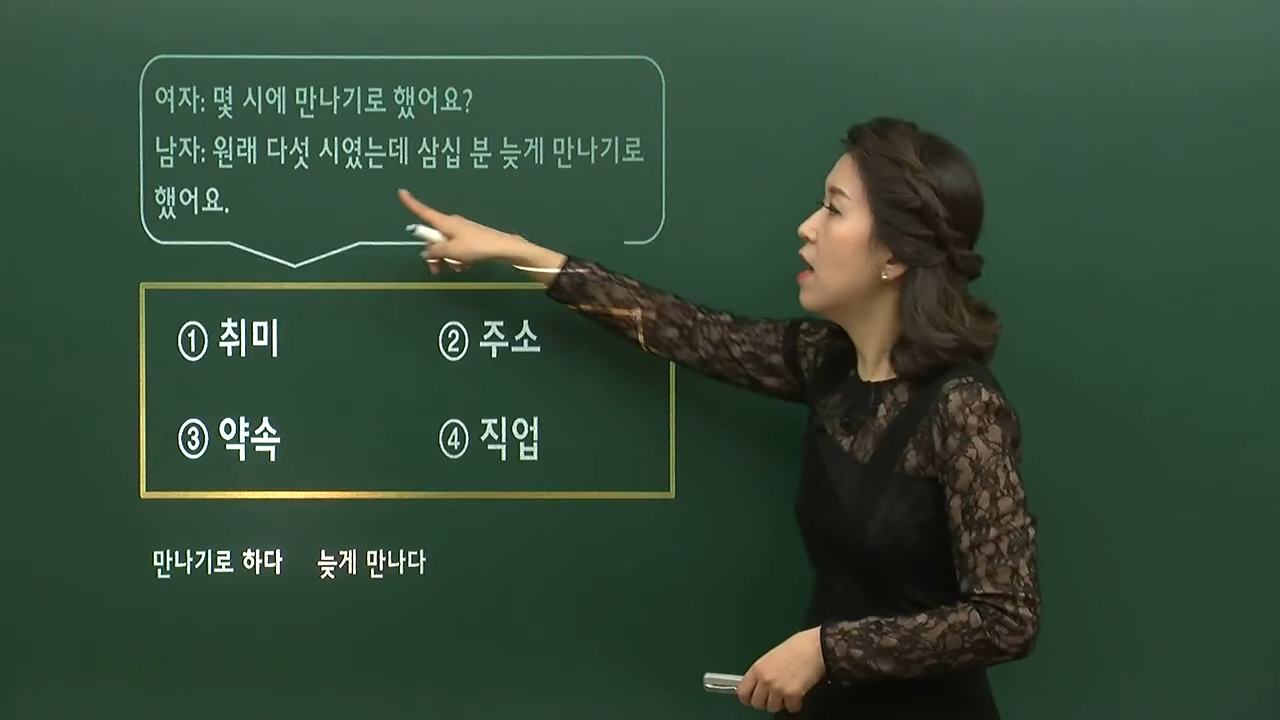 여자: 몇 시에 만나기로 했어요?
남자: 원래 다섯 시였는데 삼십 분 늦게 만나기로
했어요.
① 취미 ② 주소
③ 약속 ④ 직업
만나기로 하다 늦게 만나다